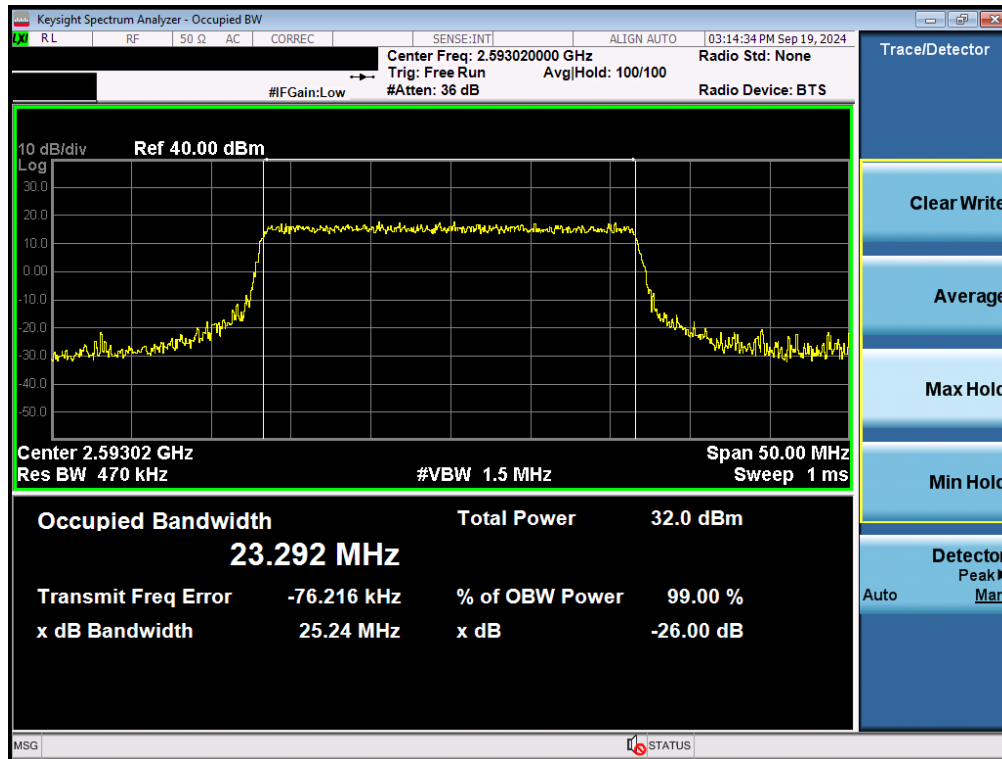 Keysight Spectrum Analyzer - Occupied BW
LXI RL RF 50 Ω AC CORREC SENSE:INT ALIGN AUTO 03:14:34 PM Sep 19, 2024
Center Freq: 2.593020000 GHz Radio Std: None
Trig: Free Run Avg|Hold: 100/100
#IFGain:Low #Atten: 36 dB Radio Device: BTS
Trace/Detector
10 dB/div Ref 40.00 dBm
Log
30.0
20.0
10.0
0.00
-10.0
-20.0
-30.0
-40.0
-50.0
Center 2.59302 GHz Span 50.00 MHz
Res BW 470 kHz #VBW 1.5 MHz Sweep 1 ms
Occupied Bandwidth Total Power 32.0 dBm
23.292 MHz
Transmit Freq Error -76.216 kHz % of OBW Power 99.00 %
x dB Bandwidth 25.24 MHz x dB -26.00 dB
Clear Write
Average
Max Hold
Min Hold
Detector
Peak
Auto Man
MSG STATUS